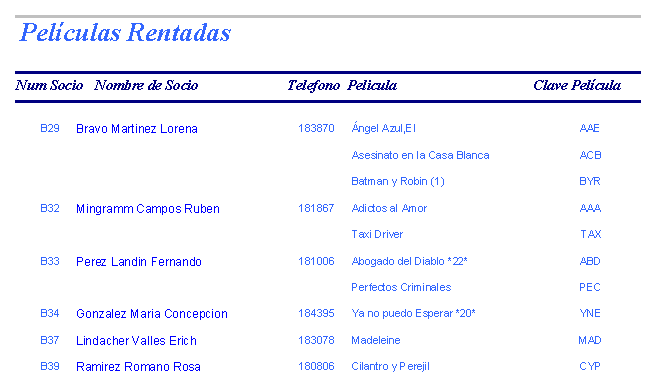 Películas Rentadas
Num Socio Nombre de Socio Telefono Pelicula Clave Película
B29 Bravo Martinez Lorena 183870 Ángel Azul,El AAE
Asesinato en la Casa Blanca ACB
Batman y Robin (1) BYR
B32 Mingramm Campos Ruben 181867 Adictos al Amor AAA
Taxi Driver TAX
B33 Perez Landin Fernando 181006 Abogado del Diablo *22* ABD
Perfectos Criminales PEC
B34 Gonzalez Maria Concepcion 184395 Ya no puedo Esperar *20* YNE
B37 Lindacher Valles Erich 183078 Madeleine MAD
B39 Ramirez Romano Rosa 180806 Cilantro y Perejil CYP